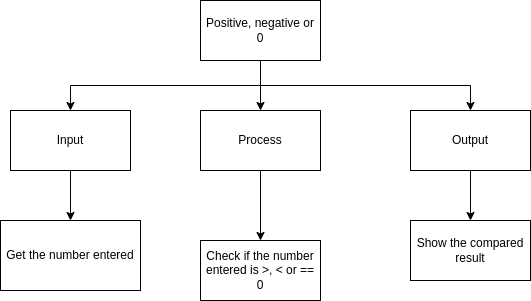 Positive, negative or
0
Input
Process
Output
Get the number entered
Check if the number
entered is >, < or ==
0
Show the compared
result